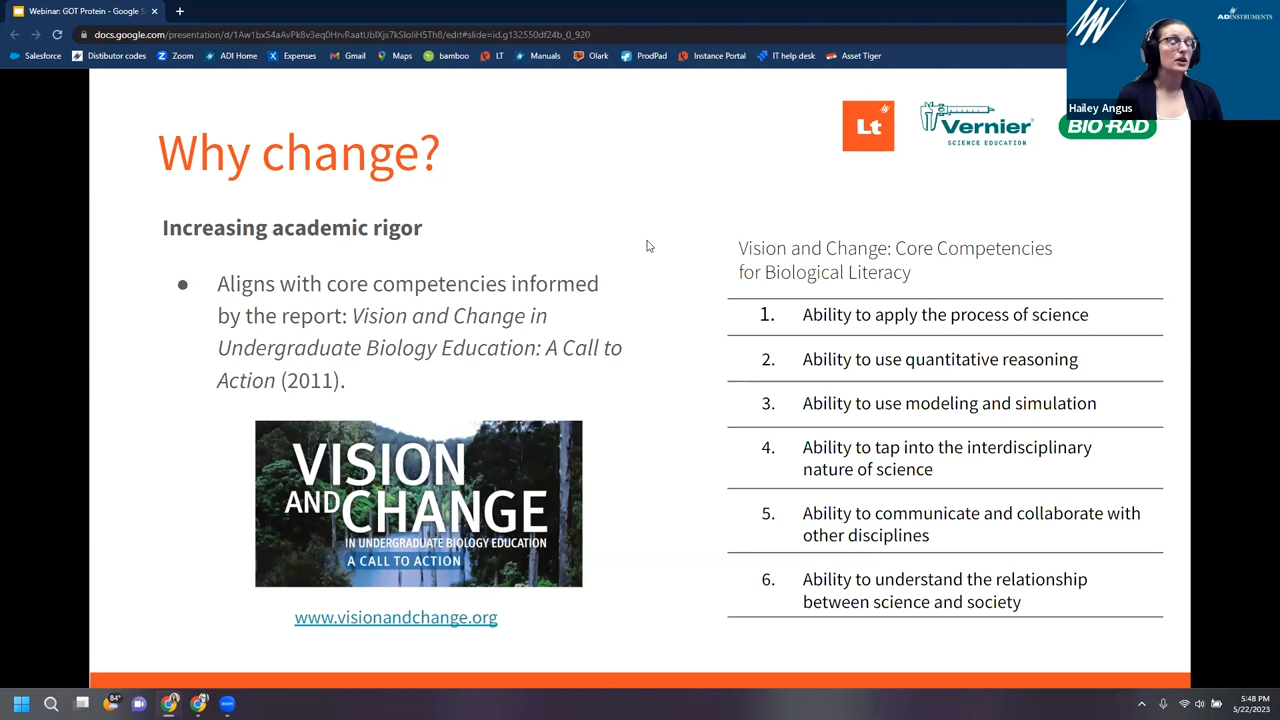 Webinar: GOT Protein - Google S
docs.google.com/presentation/d/1Aw1bxS4aAvPk8v3eq0HrvRaatUbIXjs7kSloIiH5Th8/edit#slide=id.g132550df24b_0_920
Salesforce
Distibutor codes
Zoom
ADI Home
Expenses
Gmail
Maps
bamboo
LT
Manuals
Olark
ProdPad
Instance Portal
IT help desk
Asset Tiger
ADINSTRUMENTS
Hailey Angus
Lt
Vernier
SCIENCE EDUCATION
BIO-RAD
Why change?
Increasing academic rigor
● Aligns with core competencies informed
by the report: Vision and Change in
Undergraduate Biology Education: A Call to
Action (2011).
VISION
AND CHANGE
IN UNDERGRADUATE BIOLOGY EDUCATION
A CALL TO ACTION
www.visionandchange.org
Vision and Change: Core Competencies
for Biological Literacy
1. Ability to apply the process of science
2. Ability to use quantitative reasoning
3. Ability to use modeling and simulation
4. Ability to tap into the interdisciplinary
nature of science
5. Ability to communicate and collaborate with
other disciplines
6. Ability to understand the relationship
between science and society
84°
5:48 PM
5/22/2023